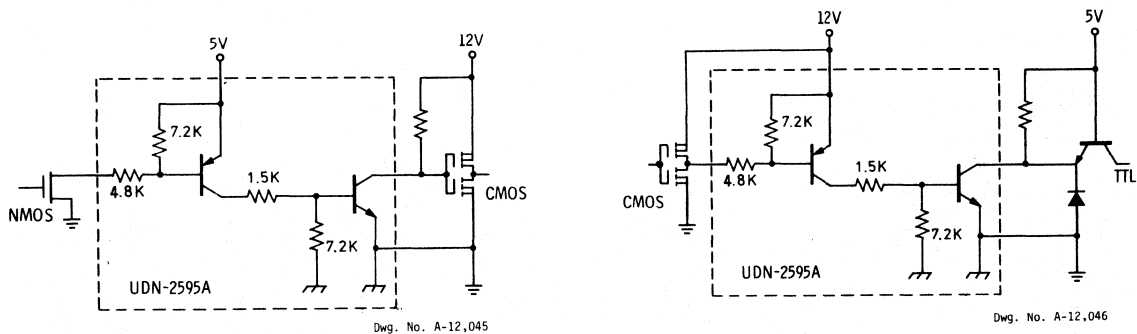 5V
12V
7.2K
4.8K
1.5K
7.2K
NMOS
CMOS
UDN-2595A
Dwg. No. A-12,045
12V
5V
7.2K
4.8K
1.5K
7.2K
CMOS
TTL
UDN-2595A
Dwg. No. A-12,046